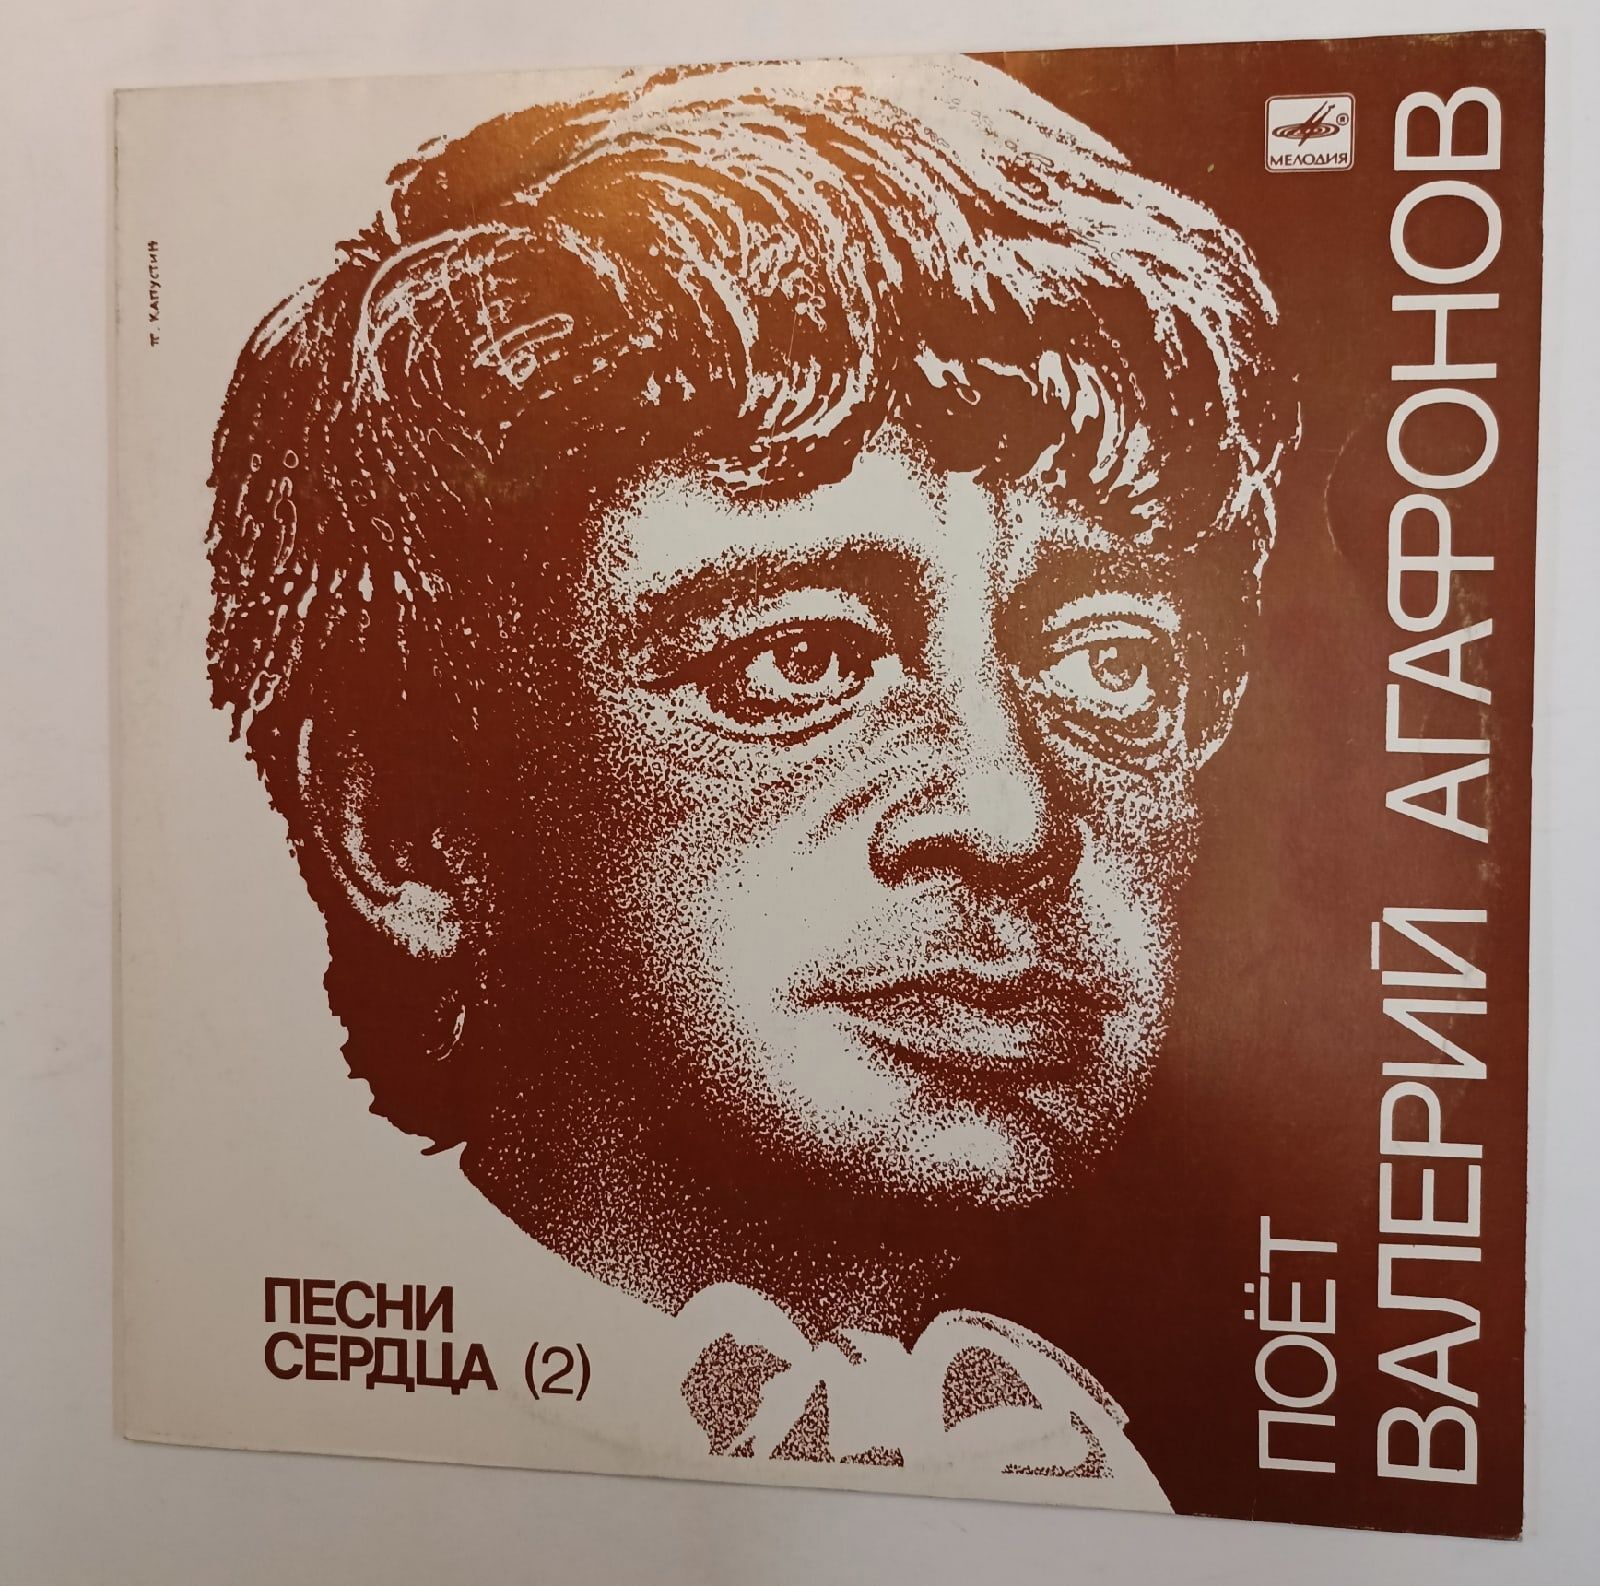 МЕЛОДИЯ
п. КАПУСТИН
ПОЁТ
ВАЛЕРИЙ АГАФОНОВ
ПЕСНИ
СЕРДЦА (2)